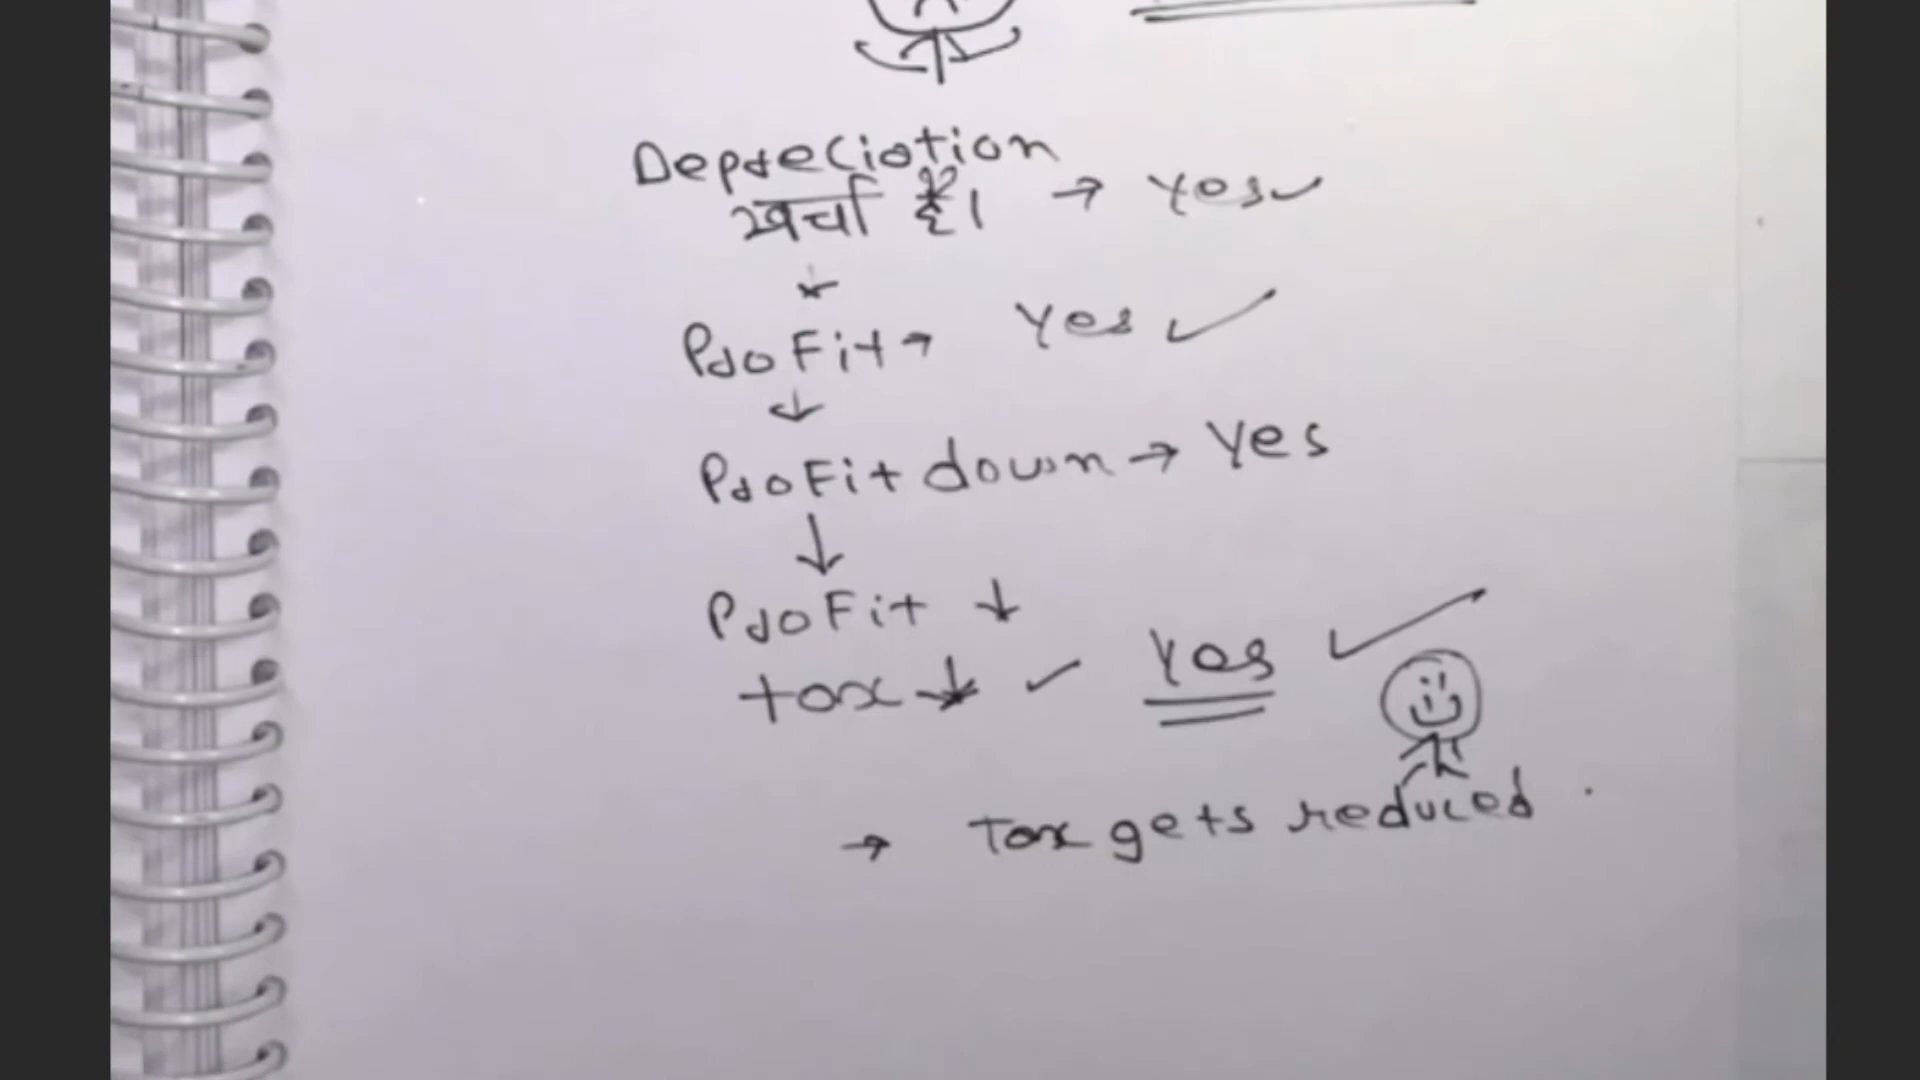 Depreciation
खर्चा है। → Yes ✓
↓
Profit → Yes ✓
↓
Profit down → Yes
↓
Profit ↓
tax ↓ ✓ Yes ✓
→ Tax gets reduced.